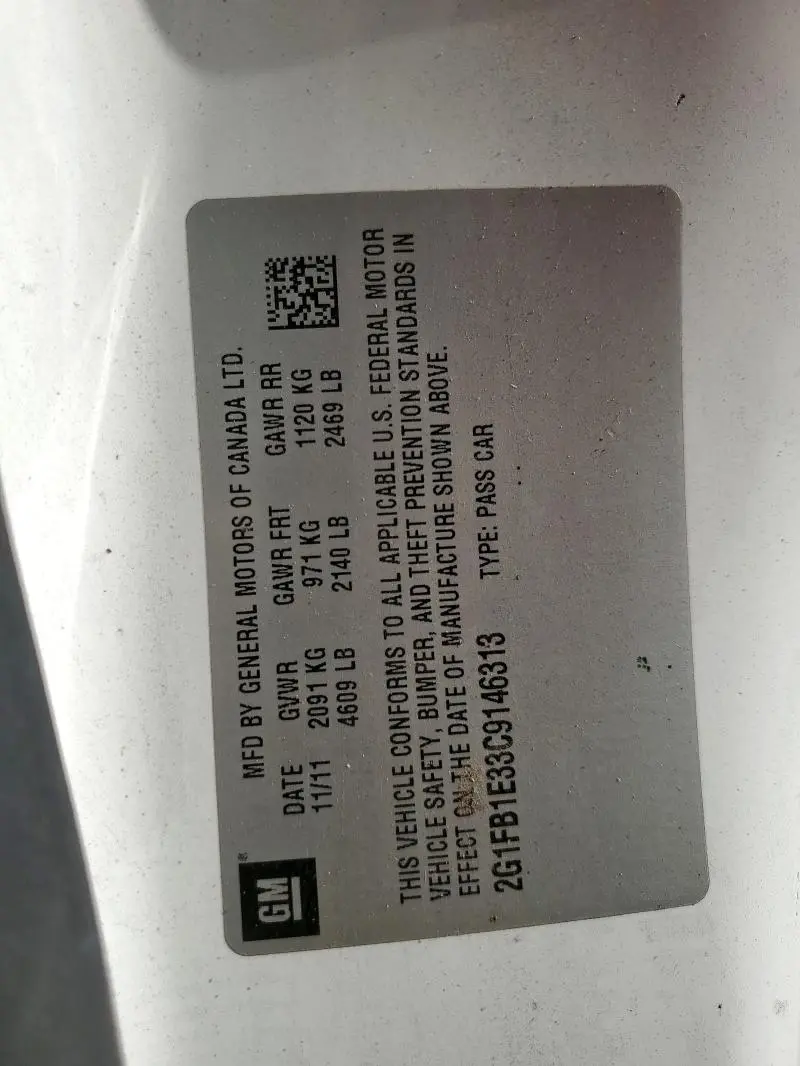 GM
MFD BY GENERAL MOTORS OF CANADA LTD.
DATE GVWR GAWR FRT GAWR RR
11/11 2091 KG 971 KG 1120 KG
4609 LB 2140 LB 2469 LB
THIS VEHICLE CONFORMS TO ALL APPLICABLE U.S. FEDERAL MOTOR
VEHICLE SAFETY, BUMPER, AND THEFT PREVENTION STANDARDS IN
EFFECT ON THE DATE OF MANUFACTURE SHOWN ABOVE.
2G1FB1E33C9146313 TYPE: PASS CAR